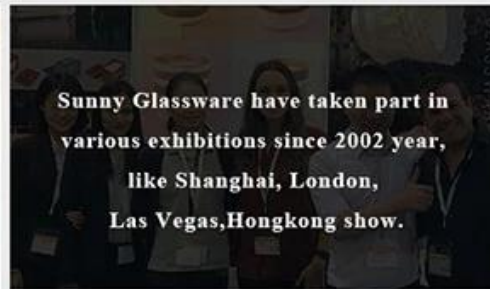 Sunny Glassware have taken part in
various exhibitions since 2002 year,
like Shanghai, London,
Las Vegas,Hongkong show.